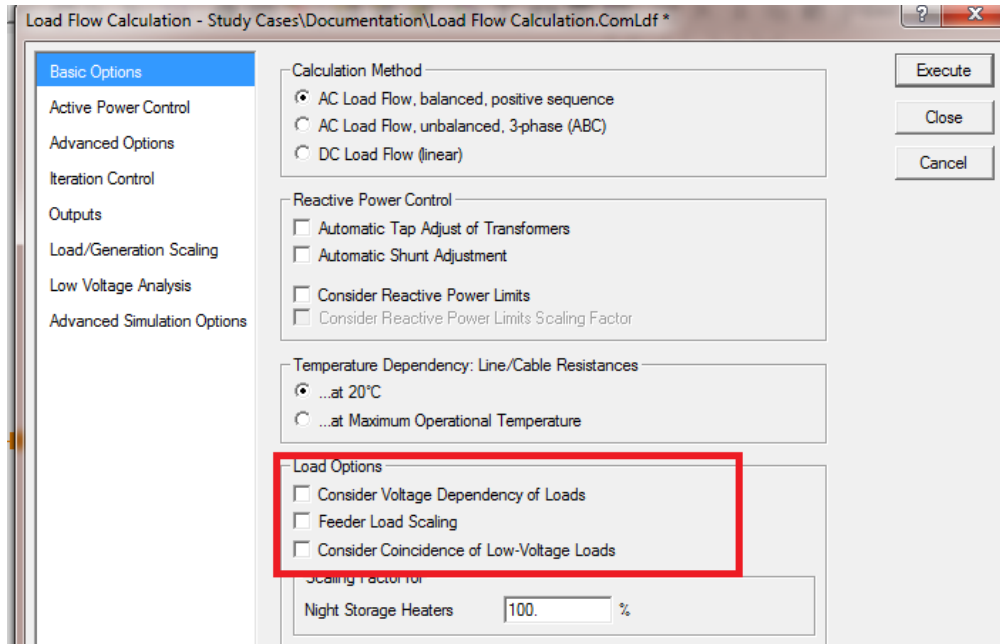 Load Flow Calculation - Study Cases\Documentation\Load Flow Calculation.ComLdf *
? X
Basic Options
Active Power Control
Advanced Options
Iteration Control
Outputs
Load/Generation Scaling
Low Voltage Analysis
Advanced Simulation Options
Calculation Method
AC Load Flow, balanced, positive sequence
AC Load Flow, unbalanced, 3-phase (ABC)
DC Load Flow (linear)
Reactive Power Control
Automatic Tap Adjust of Transformers
Automatic Shunt Adjustment
Consider Reactive Power Limits
Consider Reactive Power Limits Scaling Factor
Temperature Dependency: Line/Cable Resistances
...at 20°C
...at Maximum Operational Temperature
Load Options
Consider Voltage Dependency of Loads
Feeder Load Scaling
Consider Coincidence of Low-Voltage Loads
Scaling Factor for
Night Storage Heaters 100. %
Execute
Close
Cancel